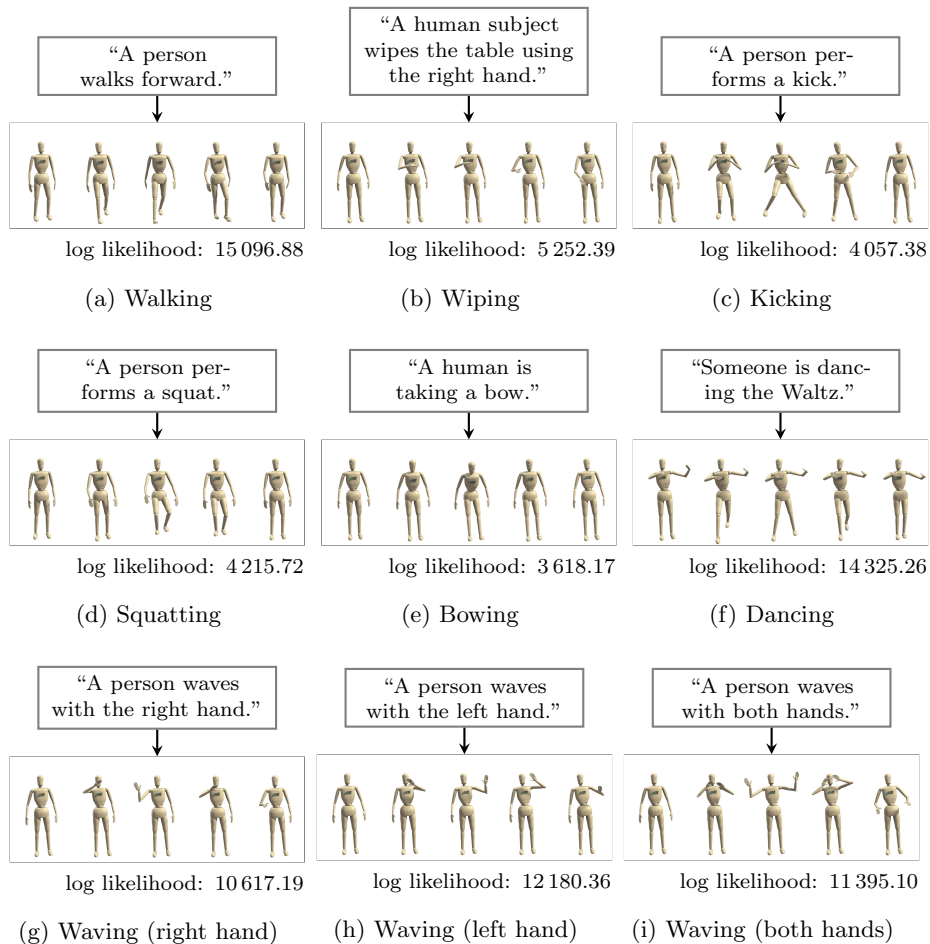 “A person
walks forward.”
“A human subject
wipes the table using
the right hand.”
“A person per-
forms a kick.”
log likelihood: 15 096.88
log likelihood: 5 252.39
log likelihood: 4 057.38
(a) Walking
(b) Wiping
(c) Kicking
“A person per-
forms a squat.”
“A human is
taking a bow.”
“Someone is danc-
ing the Waltz.”
log likelihood: 4 215.72
log likelihood: 3 618.17
log likelihood: 14 325.26
(d) Squatting
(e) Bowing
(f) Dancing
“A person waves
with the right hand.”
“A person waves
with the left hand.”
“A person waves
with both hands.”
log likelihood: 10 617.19
log likelihood: 12 180.36
log likelihood: 11 395.10
(g) Waving (right hand)
(h) Waving (left hand)
(i) Waving (both hands)